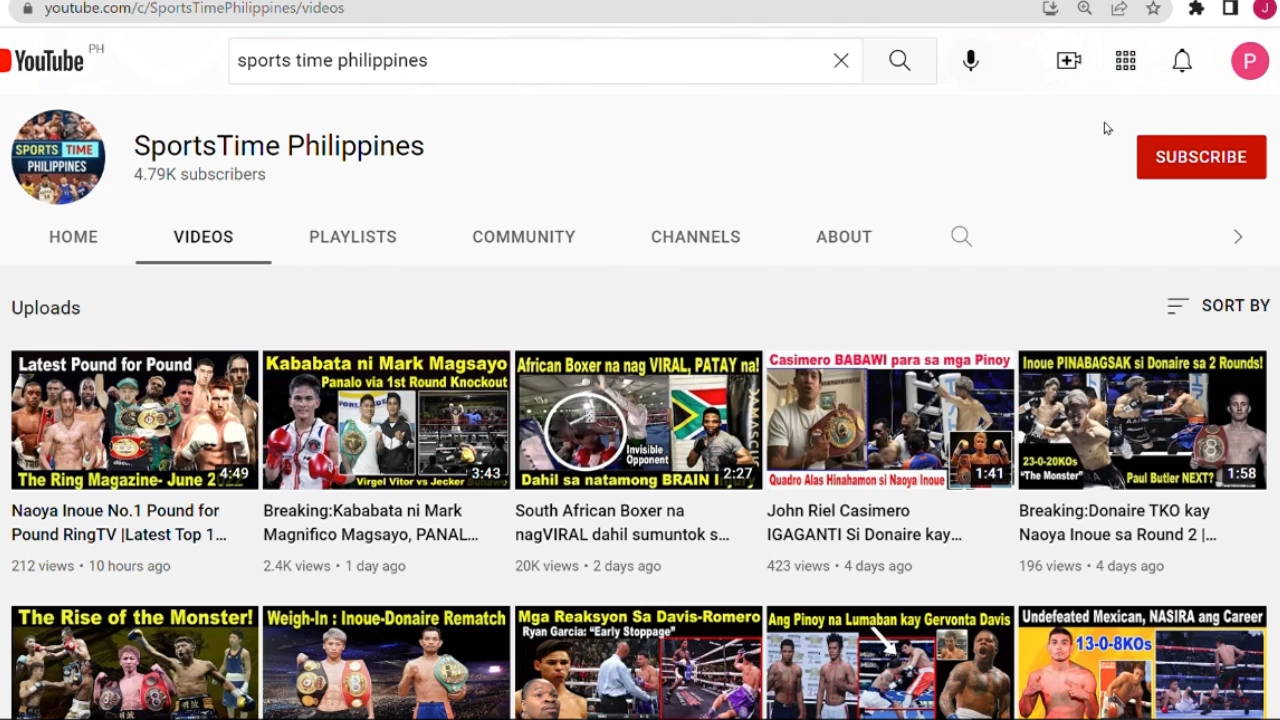 youtube.com/c/SportsTimePhilippines/videos
J
YouTube PH
sports time philippines
P
SPORTS TIME
PHILIPPINES
SportsTime Philippines
4.79K subscribers
SUBSCRIBE
HOME
VIDEOS
PLAYLISTS
COMMUNITY
CHANNELS
ABOUT
Uploads
SORT BY
Latest Pound for Pound
The Ring Magazine- June 2
4:49
Naoya Inoue No.1 Pound for
Pound RingTV |Latest Top 1...
212 views • 10 hours ago
Kababata ni Mark Magsayo
Panalo via 1st Round Knockout
Virgel Vitor vs Jecker
3:43
Breaking:Kababata ni Mark
Magnifico Magsayo, PANAL...
2.4K views • 1 day ago
African Boxer na nag VIRAL, PATAY na!
Invisible
Opponent
Dahil sa natamong BRAIN
2:27
South African Boxer na
nagVIRAL dahil sumuntok s...
20K views • 2 days ago
Casimero BABAWI para sa mga Pinoy
Quadro Alas Hinahamon si Naoya Inoue
1:41
John Riel Casimero
IGAGANTI Si Donaire kay...
423 views • 4 days ago
Inoue PINABAGSAK si Donaire sa 2 Rounds!
23-0-20KOs
"The Monster"
Paul Butler NEXT?
1:58
Breaking:Donaire TKO kay
Naoya Inoue sa Round 2 |...
196 views • 4 days ago
The Rise of the Monster!
Weigh-In : Inoue-Donaire Rematch
Mga Reaksyon Sa Davis-Romero
Ryan Garcia: "Early Stoppage"
Ang Pinoy na Lumaban kay Gervonta Davis
Undefeated Mexican, NASIRA ang Career
13-0-8KOs